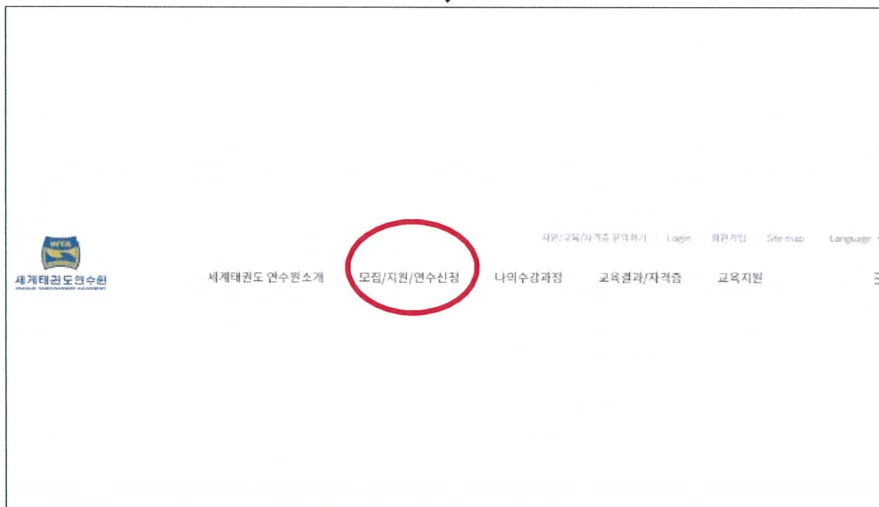 지원/교육/자격증 문의하기 Login 회원가입 Site map Language
WTA
세계태권도연수원
세계태권도 연수원소개 모집/지원/연수신청 나의수강과정 교육결과/자격증 교육지원